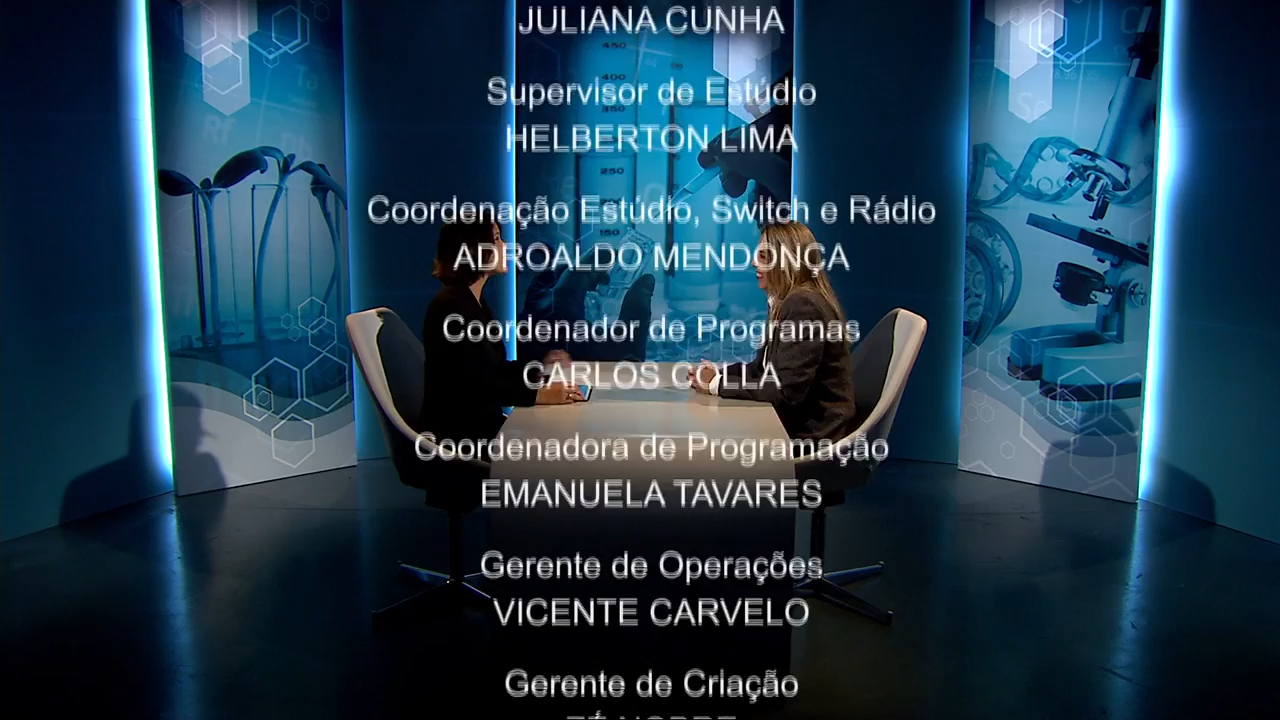 JULIANA CUNHA
Supervisor de Estúdio
HELBERTON LIMA
Coordenação Estúdio, Switch e Rádio
ADROALDO MENDONÇA
Coordenador de Programas
CARLOS COLLA
Coordenadora de Programação
EMANUELA TAVARES
Gerente de Operações
VICENTE CARVELO
Gerente de Criação